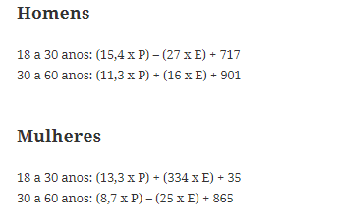 Homens
18 a 30 anos: (15,4 x P) – (27 x E) + 717
30 a 60 anos: (11,3 x P) + (16 x E) + 901
Mulheres
18 a 30 anos: (13,3 x P) + (334 x E) + 35
30 a 60 anos: (8,7 x P) – (25 x E) + 865